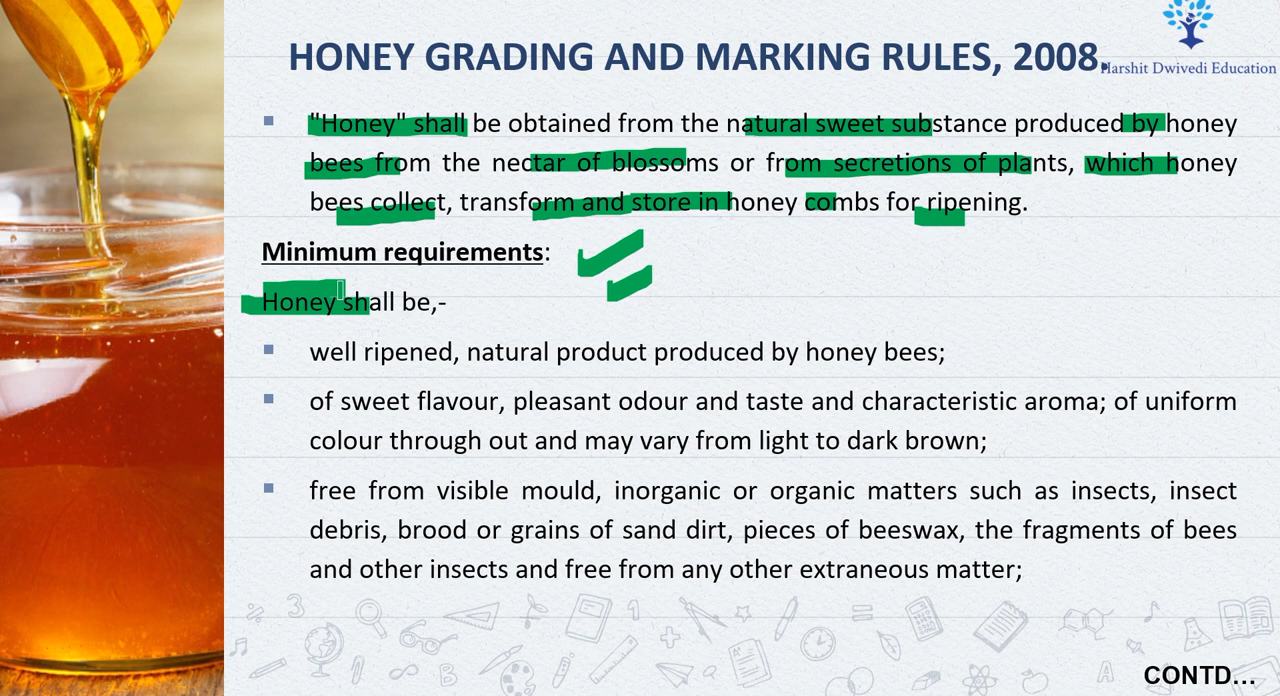 HONEY GRADING AND MARKING RULES, 2008.
Harshit Dwivedi Education
"Honey" shall be obtained from the natural sweet substance produced by honey
bees from the nectar of blossoms or from secretions of plants, which honey
bees collect, transform and store in honey combs for ripening.
Minimum requirements:
Honey shall be,-
well ripened, natural product produced by honey bees;
of sweet flavour, pleasant odour and taste and characteristic aroma; of uniform
colour through out and may vary from light to dark brown;
free from visible mould, inorganic or organic matters such as insects, insect
debris, brood or grains of sand dirt, pieces of beeswax, the fragments of bees
and other insects and free from any other extraneous matter;
CONTD...